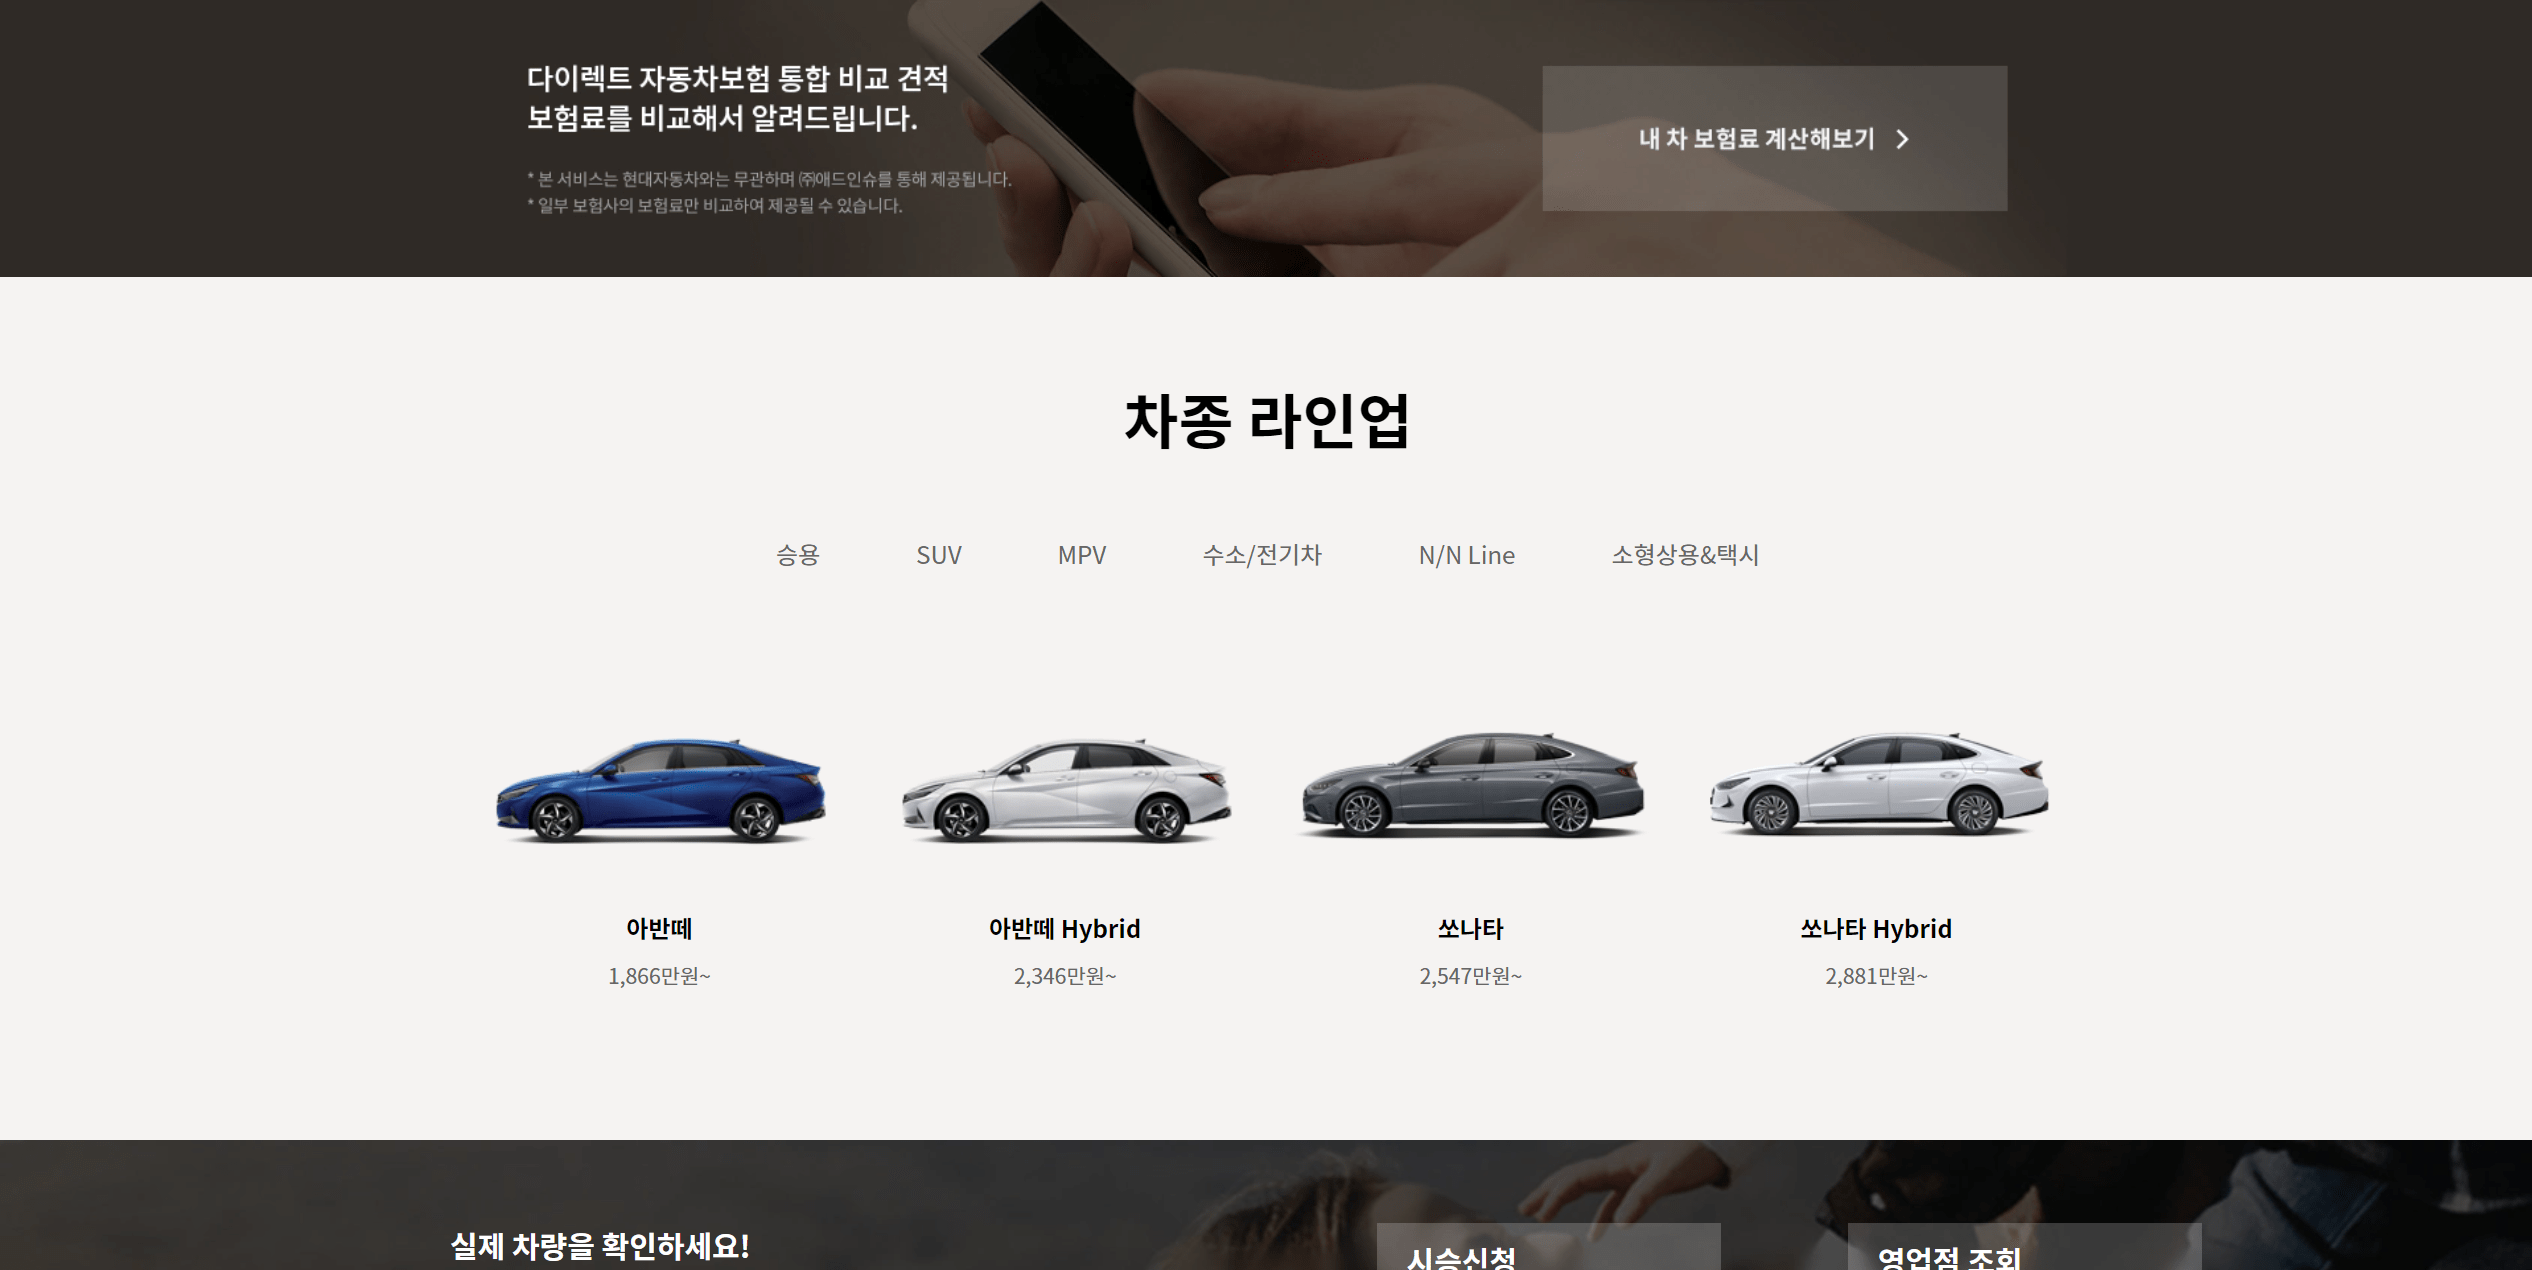 다이렉트 자동차보험 통합 비교 견적
보험료를 비교해서 알려드립니다.
* 본 서비스는 현대자동차와는 무관하며 ㈜애드인슈를 통해 제공됩니다.
* 일부 보험사의 보험료만 비교하여 제공될 수 있습니다.
내 차 보험료 계산해보기
차종 라인업
승용 SUV MPV 수소/전기차 N/N Line 소형상용&택시
아반떼 아반떼 Hybrid 쏘나타 쏘나타 Hybrid
1,866만원~ 2,346만원~ 2,547만원~ 2,881만원~
실제 차량을 확인하세요!
시승신청 영업점 조회